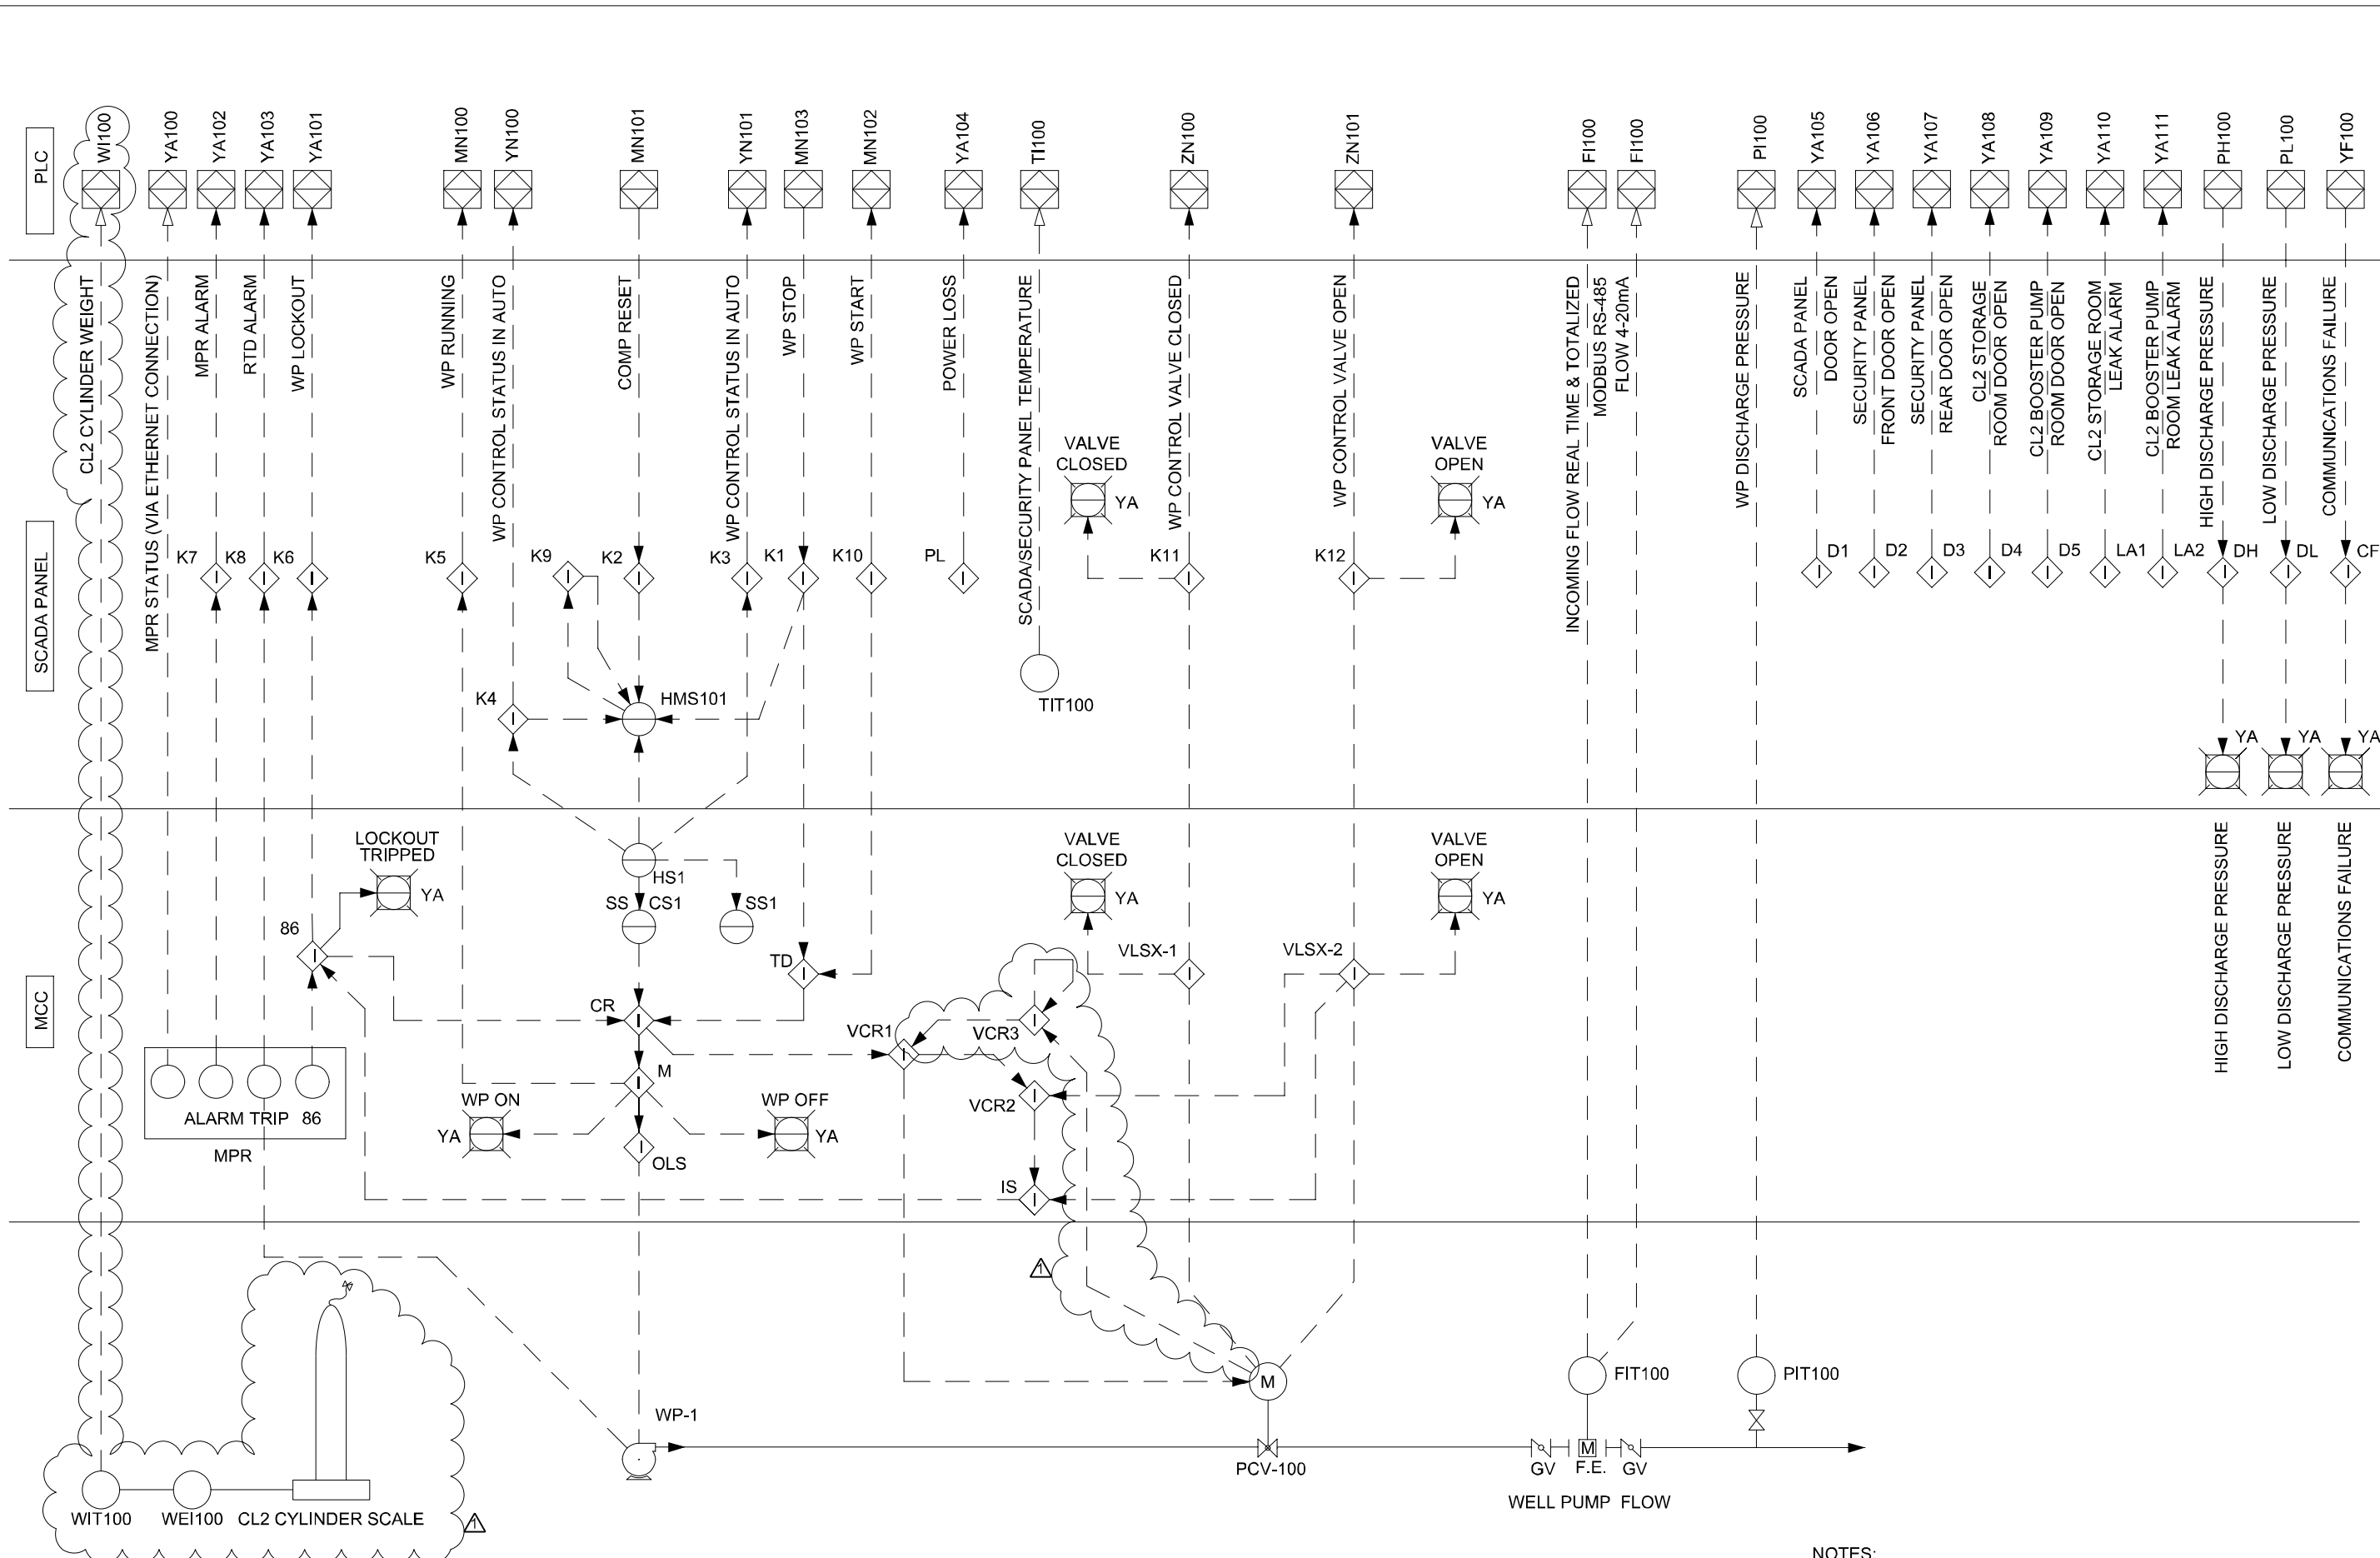 PLC
WI100
YA100
YA102
YA103
YA101
MN100
YN100
MN101
YN101
MN103
MN102
YA104
TI100
ZN100
ZN101
FI100
FI100
PI100
YA105
YA106
YA107
YA108
YA109
YA110
YA111
PH100
PL100
YF100
SCADA PANEL
CL2 CYLINDER WEIGHT
MPR STATUS (VIA ETHERNET CONNECTION)
MPR ALARM
RTD ALARM
WP LOCKOUT
WP RUNNING
WP CONTROL STATUS IN AUTO
COMP RESET
WP CONTROL STATUS IN AUTO
WP STOP
WP START
POWER LOSS
SCADA/SECURITY PANEL TEMPERATURE
WP CONTROL VALVE CLOSED
WP CONTROL VALVE OPEN
INCOMING FLOW REAL TIME & TOTALIZED
MODBUS RS-485
FLOW 4-20mA
WP DISCHARGE PRESSURE
SCADA PANEL
DOOR OPEN
SECURITY PANEL
FRONT DOOR OPEN
SECURITY PANEL
REAR DOOR OPEN
CL2 STORAGE
ROOM DOOR OPEN
CL2 BOOSTER PUMP
ROOM DOOR OPEN
CL2 STORARGE ROOM
LEAK ALARM
CL2 BOOSTER PUMP
ROOM LEAK ALARM
HIGH DISCHARGE PRESSURE
LOW DISCHARGE PRESSURE
COMMUNICATIONS FAILURE
VALVE
CLOSED
YA
VALVE
OPEN
YA
K7
K8
K6
K5
K9
K2
K3
K1
K10
PL
K11
K12
D1
D2
D3
D4
D5
LA1
LA2
DH
DL
CF
K4
HMS101
TIT100
YA
YA
YA
MCC
LOCKOUT
TRIPPED
YA
HS1
SS
CS1
SS1
VALVE
CLOSED
YA
VALVE
OPEN
YA
HIGH DISCHARGE PRESSURE
LOW DISCHARGE PRESSURE
COMMUNICATIONS FAILURE
86
TD
VLSX-1
VLSX-2
CR
VCR1
VCR3
M
VCR2
WP ON
YA
WP OFF
YA
ALARM TRIP 86
MPR
OLS
IS
1
M
FIT100
PIT100
WP-1
PCV-100
GV
M
F.E.
GV
WELL PUMP FLOW
WIT100
WEI100
CL2 CYLINDER SCALE
1
NOTES: